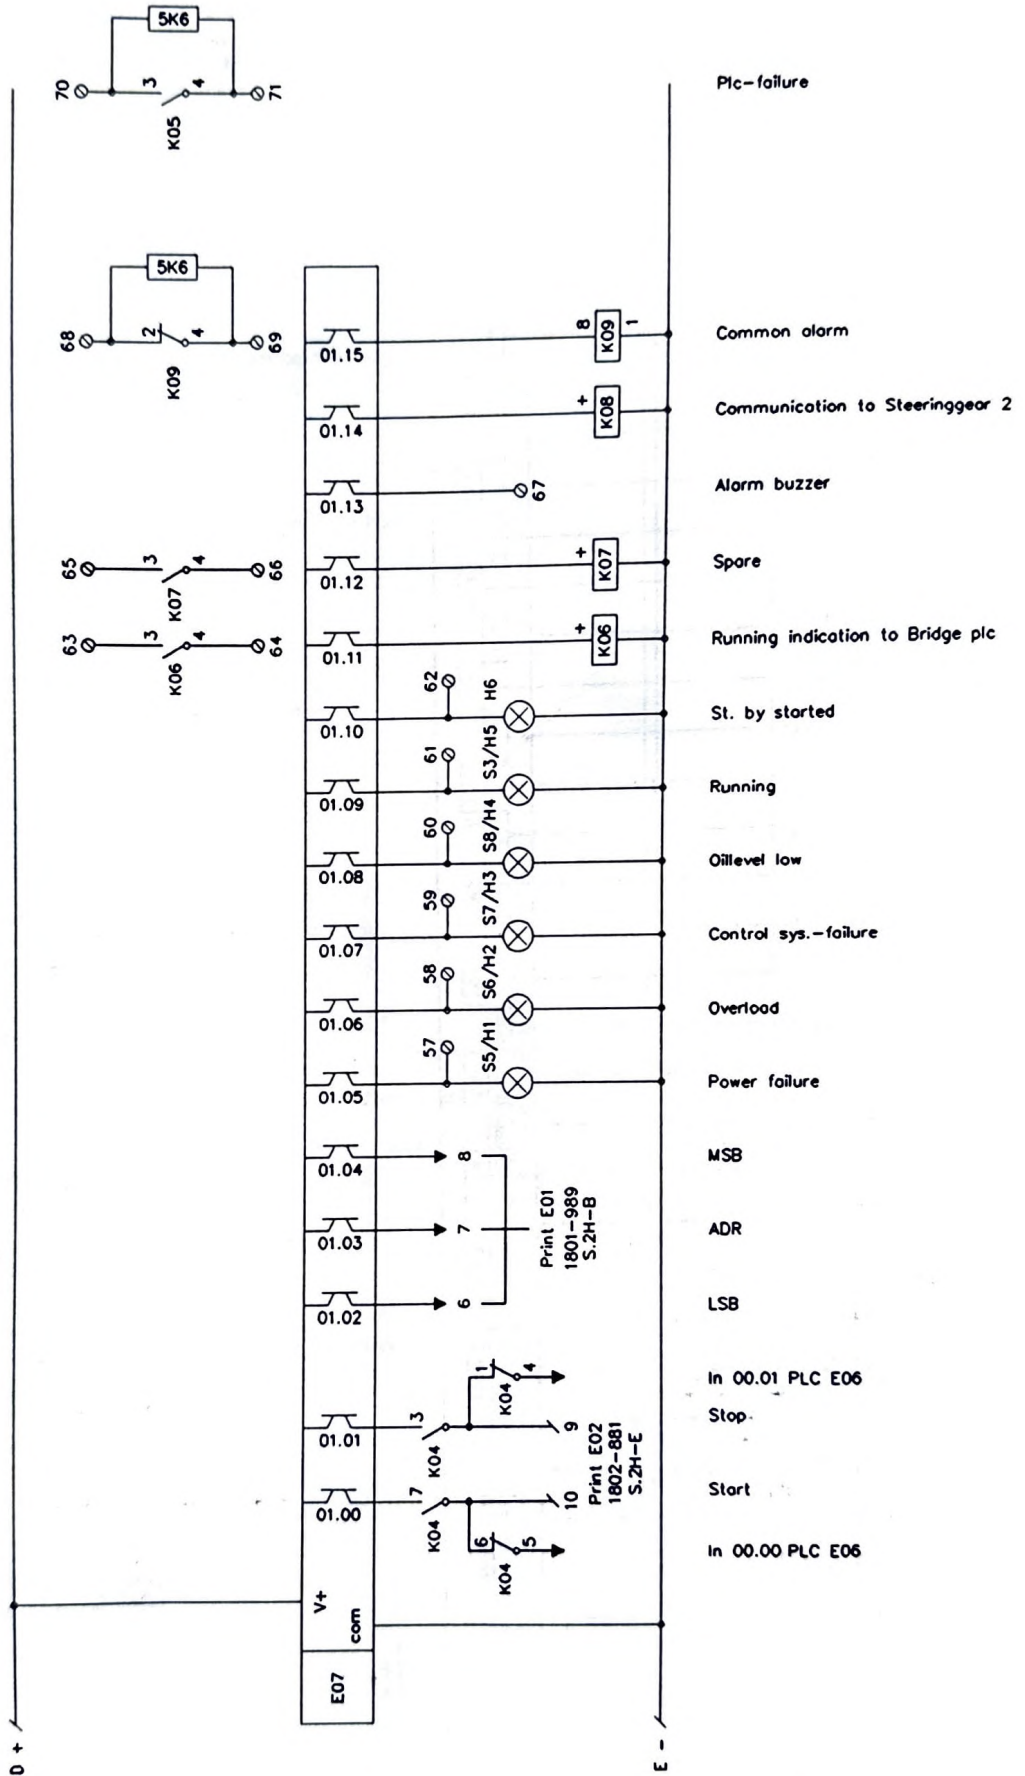 5K6
70
3
4
71
K05
Plc-failure
5K6
68
2
4
69
K09
01.15
8
K09
1
Common alarm
01.14
+
K08
Communication to Steeringgear 2
01.13
67
Alarm buzzer
65
3
4
66
K07
01.12
+
K07
Spare
63
3
4
64
K06
01.11
+
K06
Running indication to Bridge plc
01.10
62
H6
St. by started
01.09
61
S3/H5
Running
01.08
60
S8/H4
Oillevel low
01.07
59
S7/H3
Control sys.-failure
01.06
58
S6/H2
Overload
01.05
57
S5/H1
Power failure
01.04
8
MSB
01.03
7
Print E01
1801-989
S.2H-B
ADR
01.02
6
LSB
1
4
K04
In 00.01 PLC E06
01.01
3
K04
9
Stop
Print E02
1802-881
S.2H-E
01.00
7
K04
10
Start
6
5
K04
In 00.00 PLC E06
V+
com
E07
D +
E -